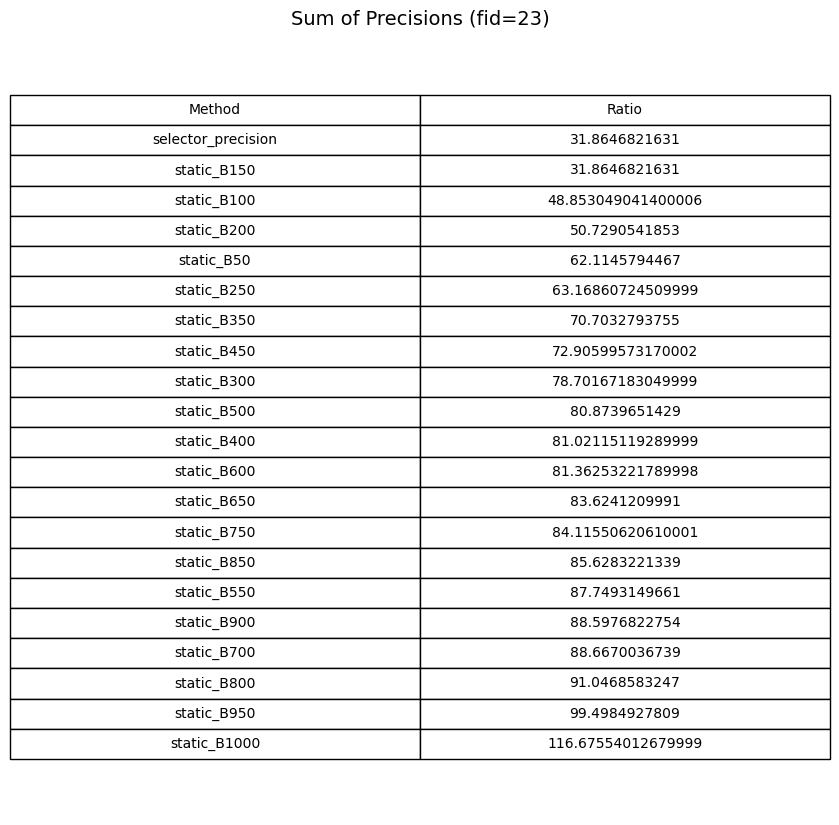 Sum of Precisions (fid=23)
Method Ratio
selector_precision 31.8646821631
static_B150 31.8646821631
static_B100 48.853049041400006
static_B200 50.7290541853
static_B50 62.1145794467
static_B250 63.16860724509999
static_B350 70.7032793755
static_B450 72.90599573170002
static_B300 78.70167183049999
static_B500 80.8739651429
static_B400 81.02115119289999
static_B600 81.36253221789998
static_B650 83.6241209991
static_B750 84.11550620610001
static_B850 85.6283221339
static_B550 87.7493149661
static_B900 88.5976822754
static_B700 88.6670036739
static_B800 91.0468583247
static_B950 99.4984927809
static_B1000 116.67554012679999